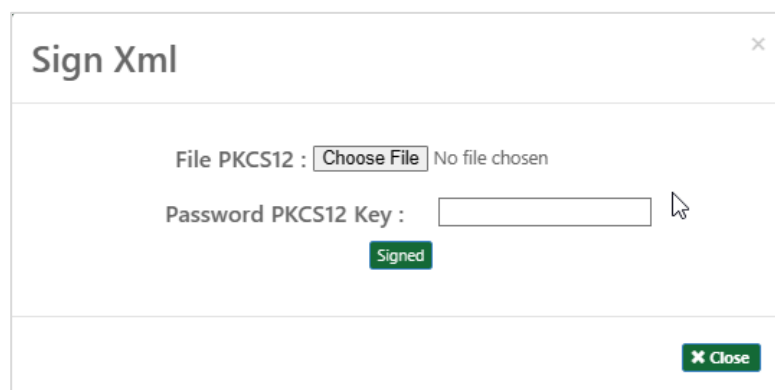 Sign Xml
×
File PKCS12 : Choose File No file chosen
Password PKCS12 Key :
Signed
✖ Close